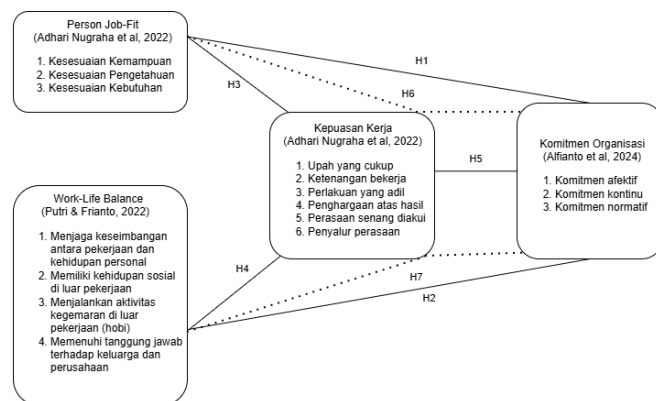 Person Job-Fit
(Adhari Nugraha et al, 2022)
1. Kesesuaian Kemampuan
2. Kesesuaian Pengetahuan
3. Kesesuaian Kebutuhan
H1
H3
H6
Kepuasan Kerja
(Adhari Nugraha et al, 2022)
1. Upah yang cukup
2. Ketenangan bekerja
3. Perlakuan yang adil
4. Penghargaan atas hasil
5. Perasaan senang diakui
6. Penyalur perasaan
H5
Komitmen Organisasi
(Alfianto et al, 2024)
1. Komitmen afektif
2. Komitmen kontinu
3. Komitmen normatif
Work-Life Balance
(Putri & Frianto, 2022)
1. Menjaga keseimbangan
antara pekerjaan dan
kehidupan personal
2. Memiliki kehidupan sosial
di luar pekerjaan
3. Menjalankan aktivitas
kegemaran di luar
pekerjaan (hobi)
4. Memenuhi tanggung jawab
terhadap keluarga dan
perusahaan
H4
H7
H2